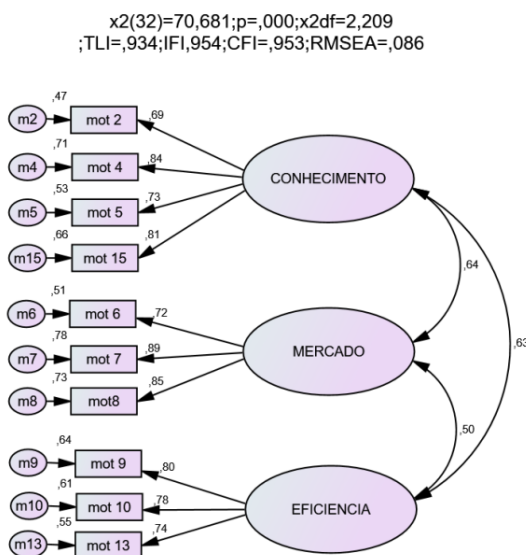 x2(32)=70,681;p=,000;x2df=2,209
;TLI=,934;IFI,954;CFI=,953;RMSEA=,086
,47
m2 mot 2 ,69
,71
m4 mot 4 ,84
CONHECIMENTO
,53
m5 mot 5 ,73
,66
m15 mot 15 ,81
,64
,51
m6 mot 6 ,72
,63
,78
m7 mot 7 ,89
MERCADO
,73
m8 mot8 ,85
,50
,64
m9 mot 9 ,80
,61
m10 mot 10 ,78
EFICIENCIA
,55
m13 mot 13 ,74